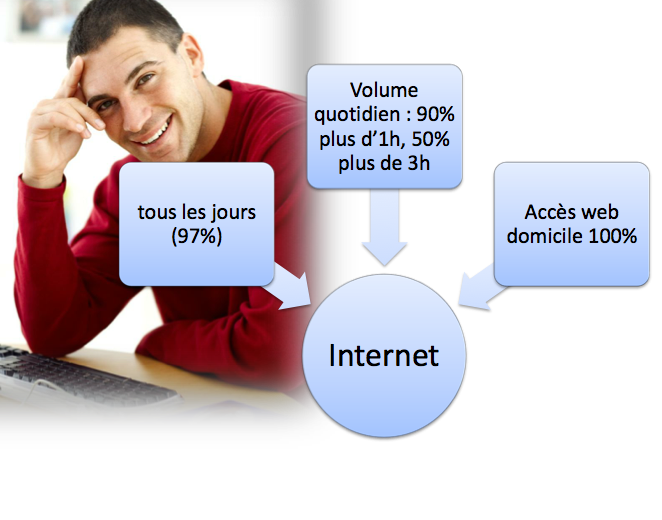 Volume
quotidien : 90%
plus d’1h, 50%
plus de 3h
tous les jours
(97%)
Accès web
domicile 100%
Internet